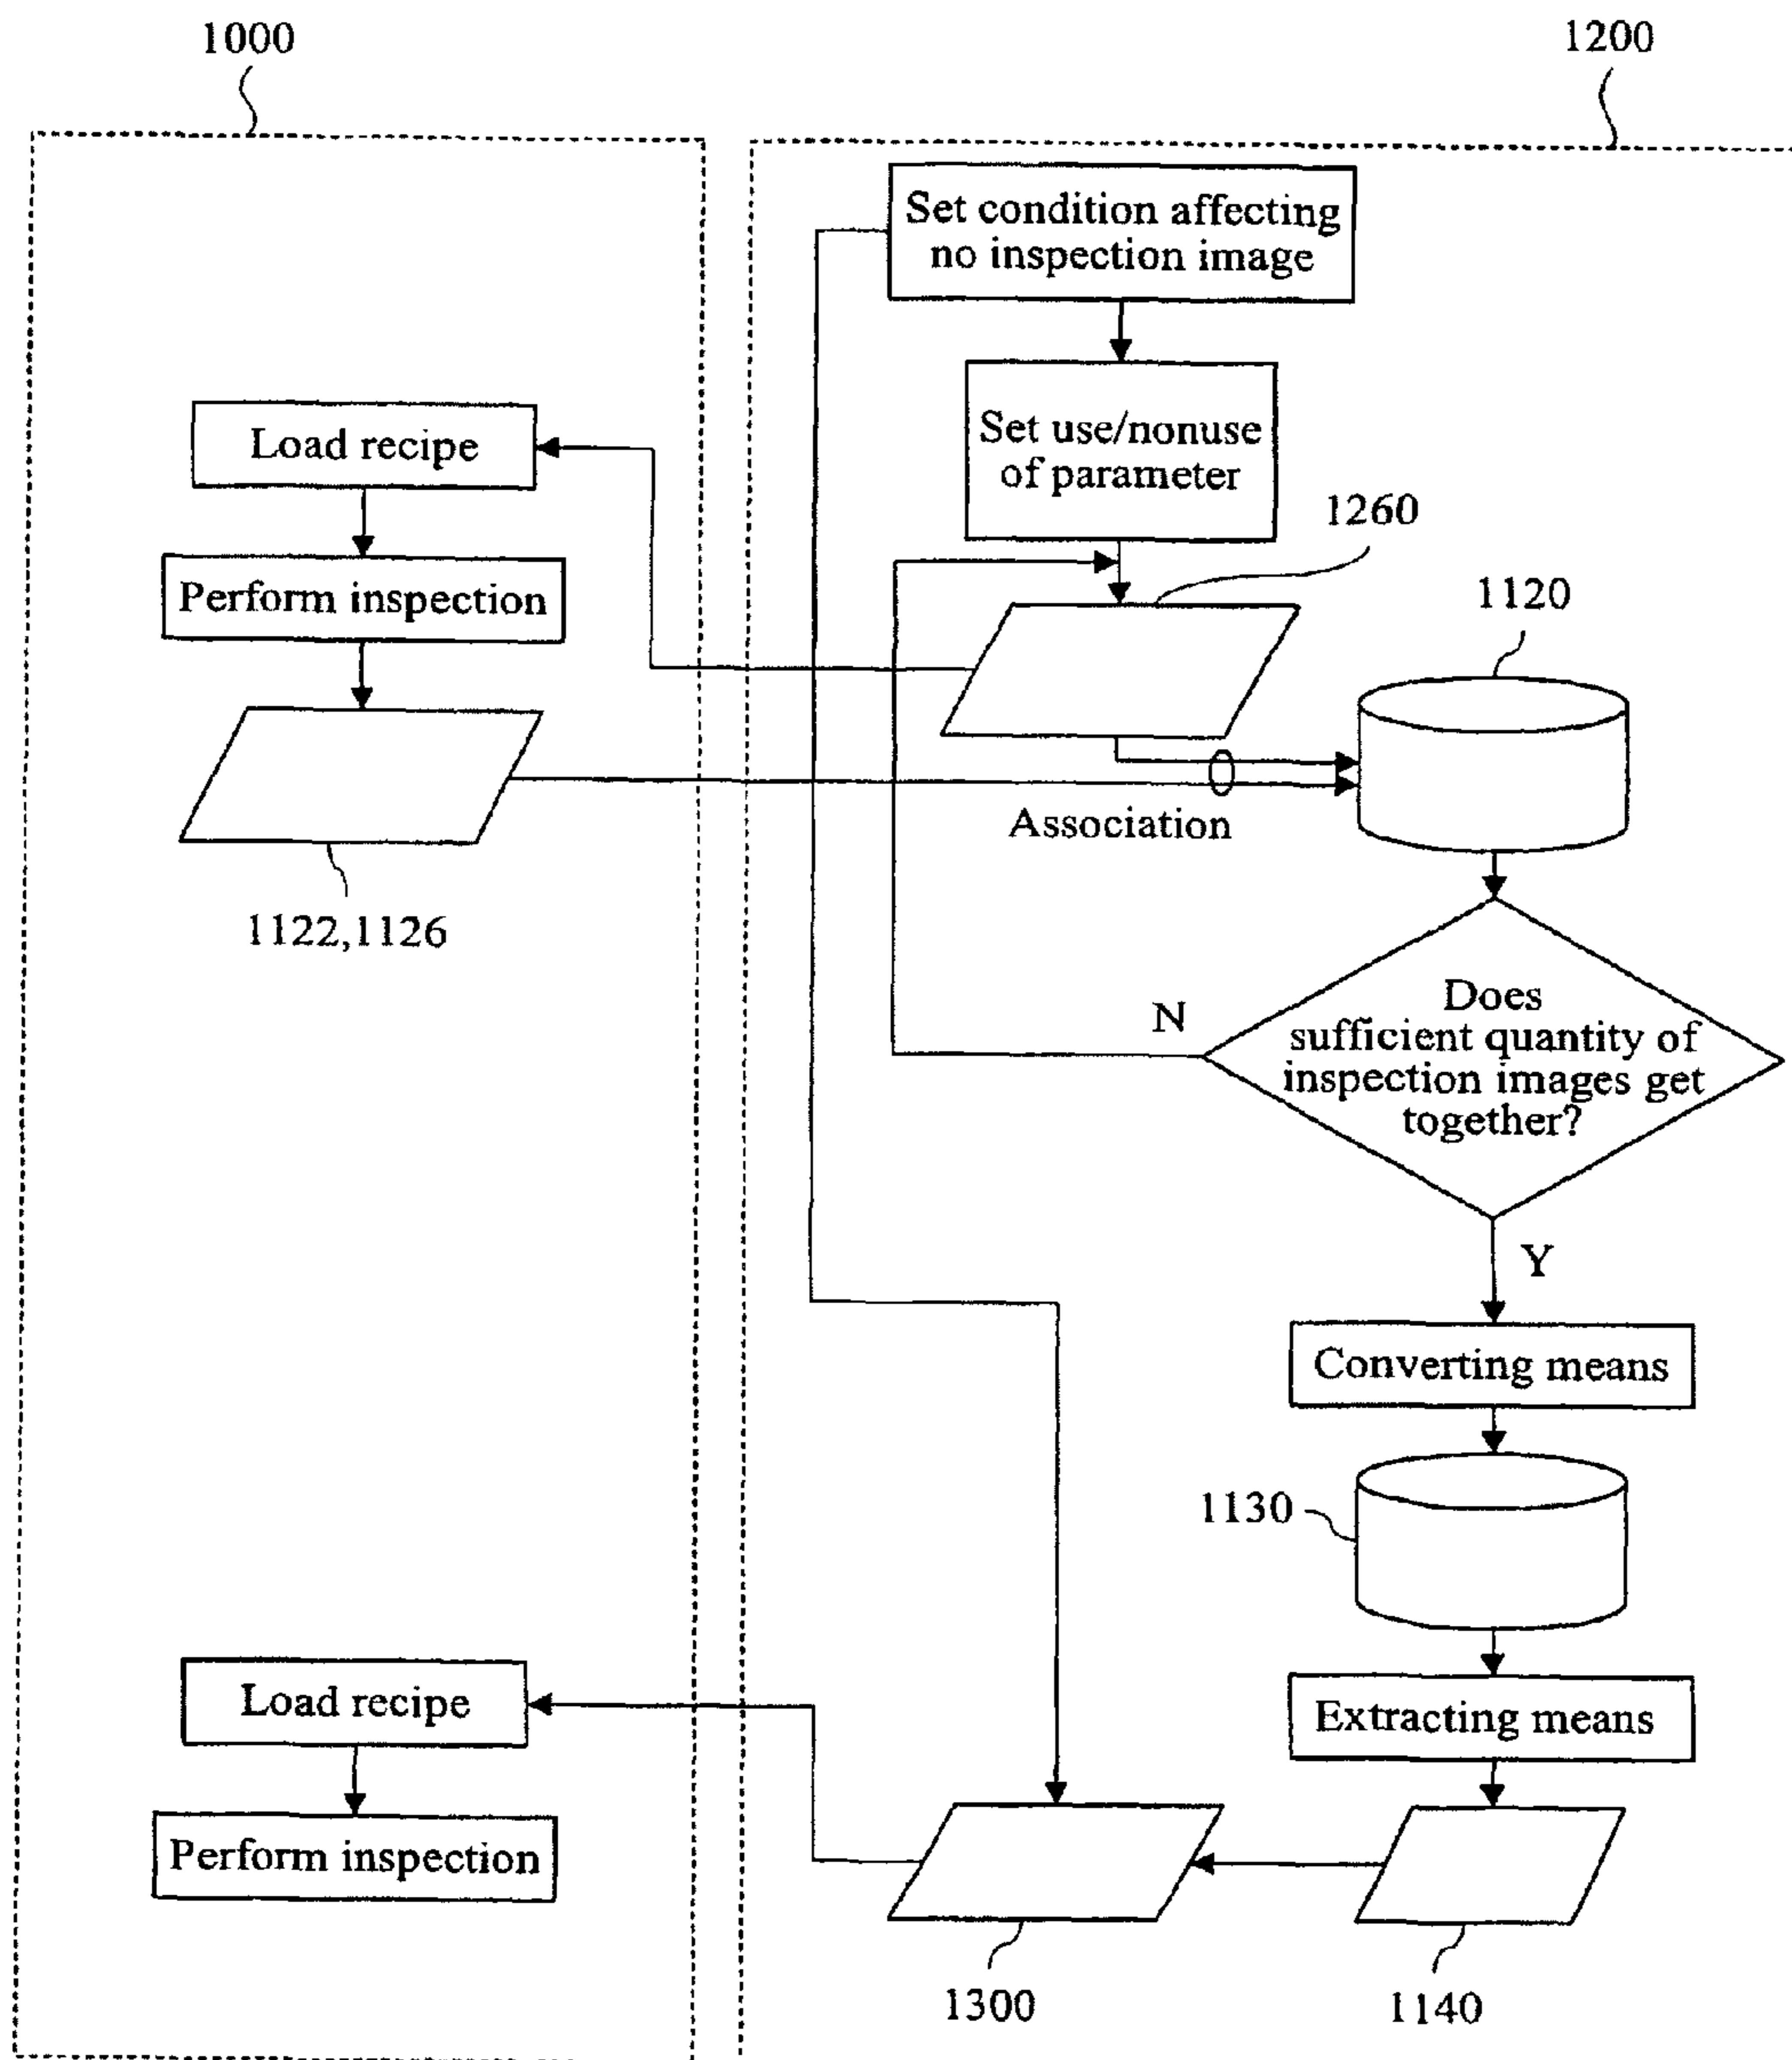 1000
1200
Set condition affecting
no inspection image
Load recipe
Set use/nonuse
of parameter
1260
Perform inspection
1120
Association
1122,1126
N
Does
sufficient quantity of
inspection images get
together?
Y
Converting means
1130
Load recipe
Extracting means
Perform inspection
1300
1140